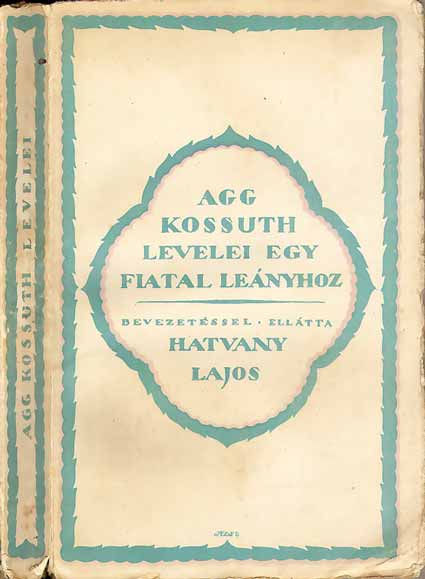 AGG KOSSUTH LEVELEI
AGG
KOSSUTH
LEVELEI EGY
FIATAL LEÁNYHOZ
BEVEZETÉSSEL · ELLÁTTA
HATVANY
LAJOS